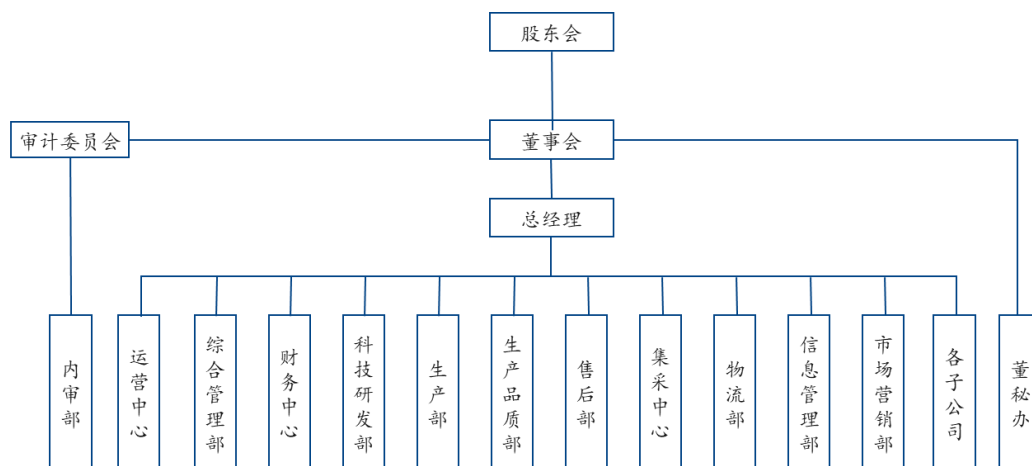 股东会
审计委员会
董事会
总经理
内审部
运营中心
综合管理部
财务中心
科技研发部
生产部
生产品质部
售后部
集采中心
物流部
信息管理部
市场营销部
各子公司
董秘办